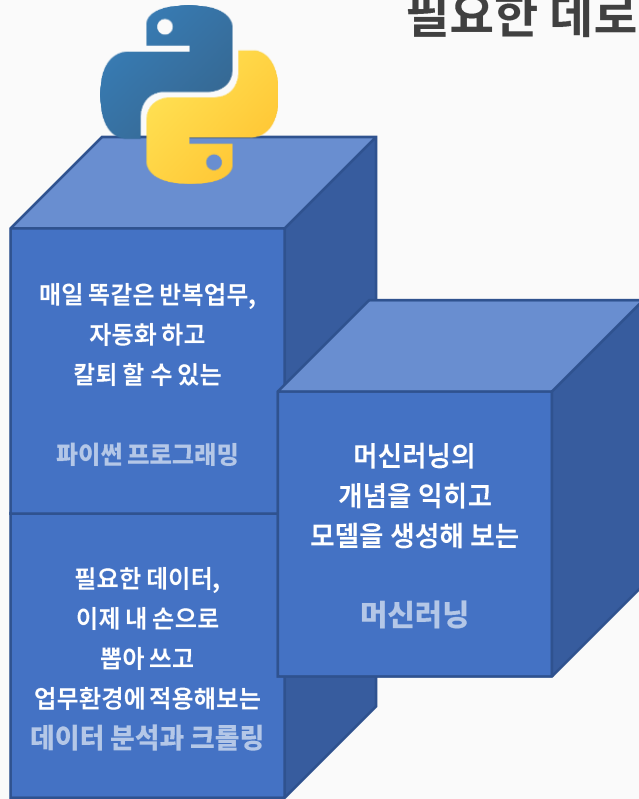 필요한 데로
매일 똑같은 반복업무,
자동화 하고
칼퇴 할 수 있는
파이썬 프로그래밍
머신러닝의
개념을 익히고
모델을 생성해 보는
머신러닝
필요한 데이터,
이제 내 손으로
뽑아 쓰고
업무환경에 적용해보는
데이터 분석과 크롤링